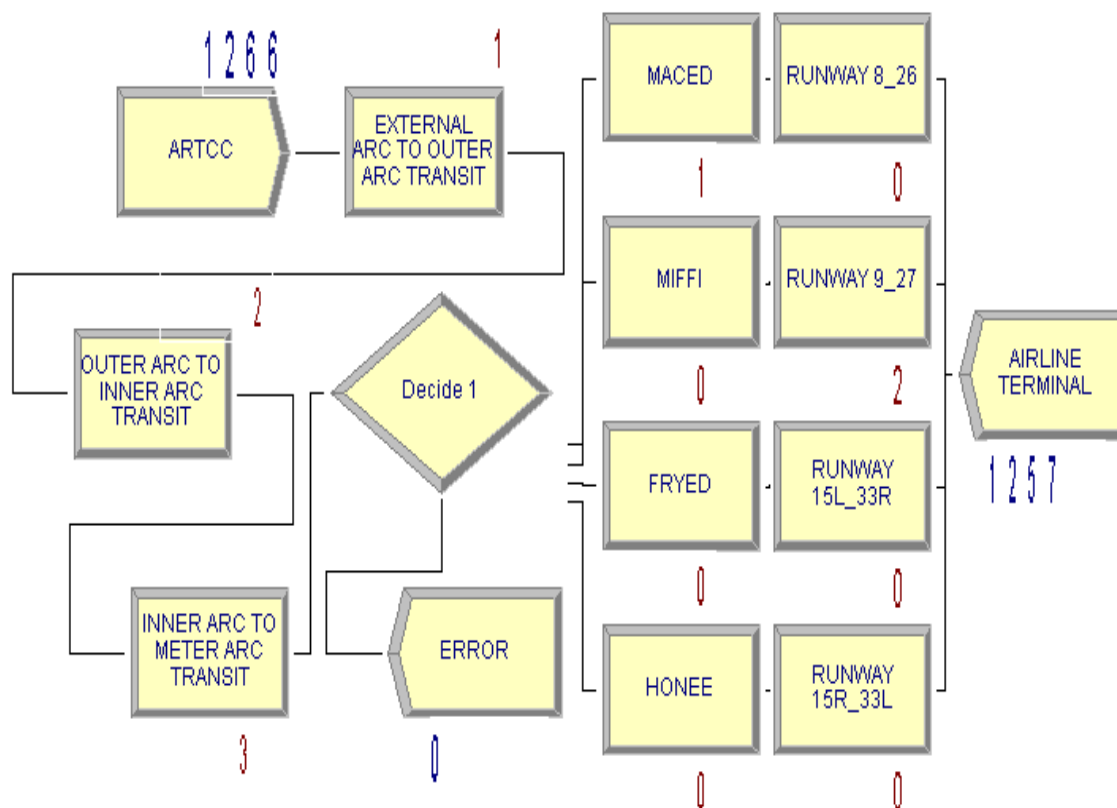 1266
1
ARTCC
EXTERNAL
ARC TO OUTER
ARC TRANSIT
MACED
RUNWAY 8_26
1
0
2
OUTER ARC TO
INNER ARC
TRANSIT
Decide 1
MIFFI
RUNWAY 9_27
0
2
AIRLINE
TERMINAL
1257
FRYED
RUNWAY
15L_33R
0
0
INNER ARC TO
METER ARC
TRANSIT
3
ERROR
0
HONEE
RUNWAY
15R_33L
0
0